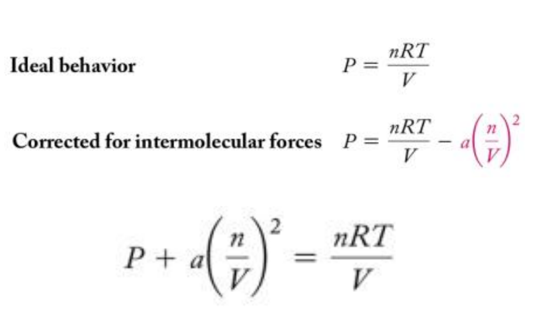 Ideal behavior P = nRT/V
Corrected for intermolecular forces P = nRT/V − a(n/V)²
P + a(n/V)² = nRT/V